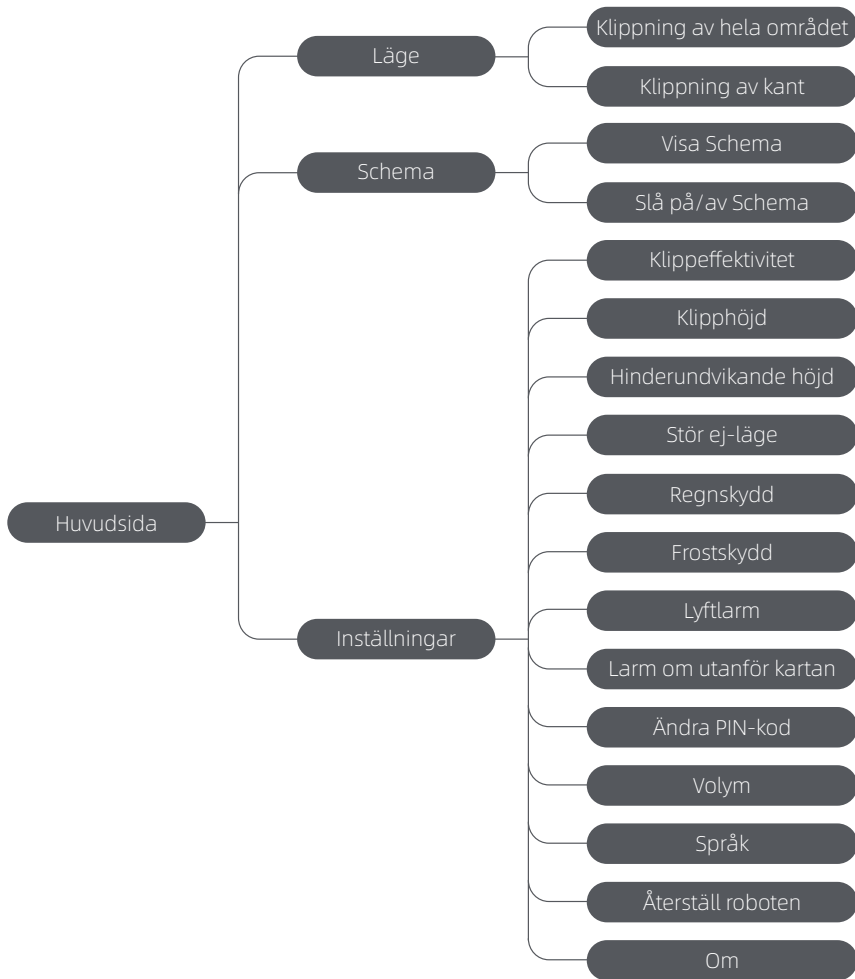 Huvudsida
Läge
Klippning av hela området
Klippning av kant
Schema
Visa Schema
Slå på/av Schema
Inställningar
Klippeffektivitet
Klipphöjd
Hinderundvikande höjd
Stör ej-läge
Regnskydd
Frostskydd
Lyftlarm
Larm om utanför kartan
Ändra PIN-kod
Volym
Språk
Återställ roboten
Om